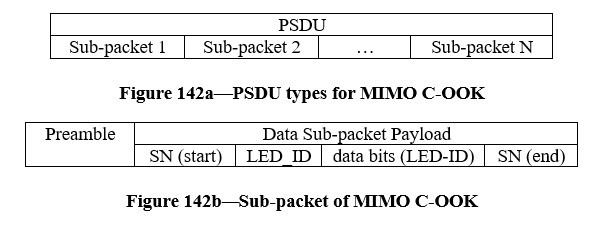 PSDU
Sub-packet 1 Sub-packet 2 … Sub-packet N
Figure 142a—PSDU types for MIMO C-OOK
Preamble Data Sub-packet Payload
SN (start) LED_ID data bits (LED-ID) SN (end)
Figure 142b—Sub-packet of MIMO C-OOK